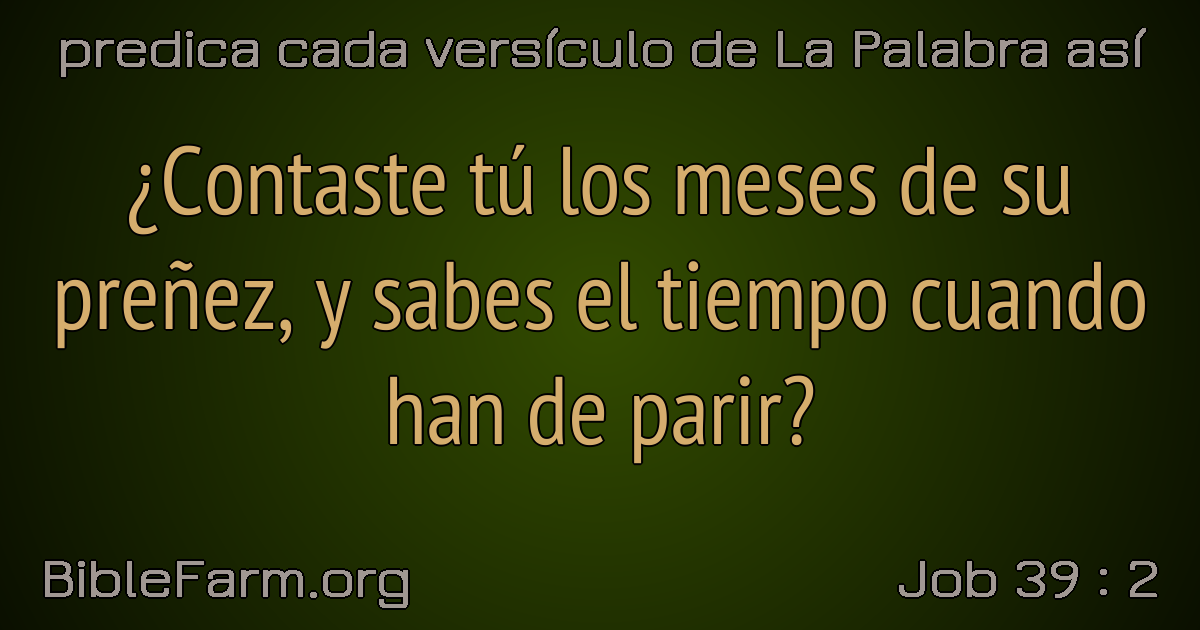 predica cada versículo de La Palabra así
¿Contaste tú los meses de su
preñez, y sabes el tiempo cuando
han de parir?
BibleFarm.org
Job 39 : 2